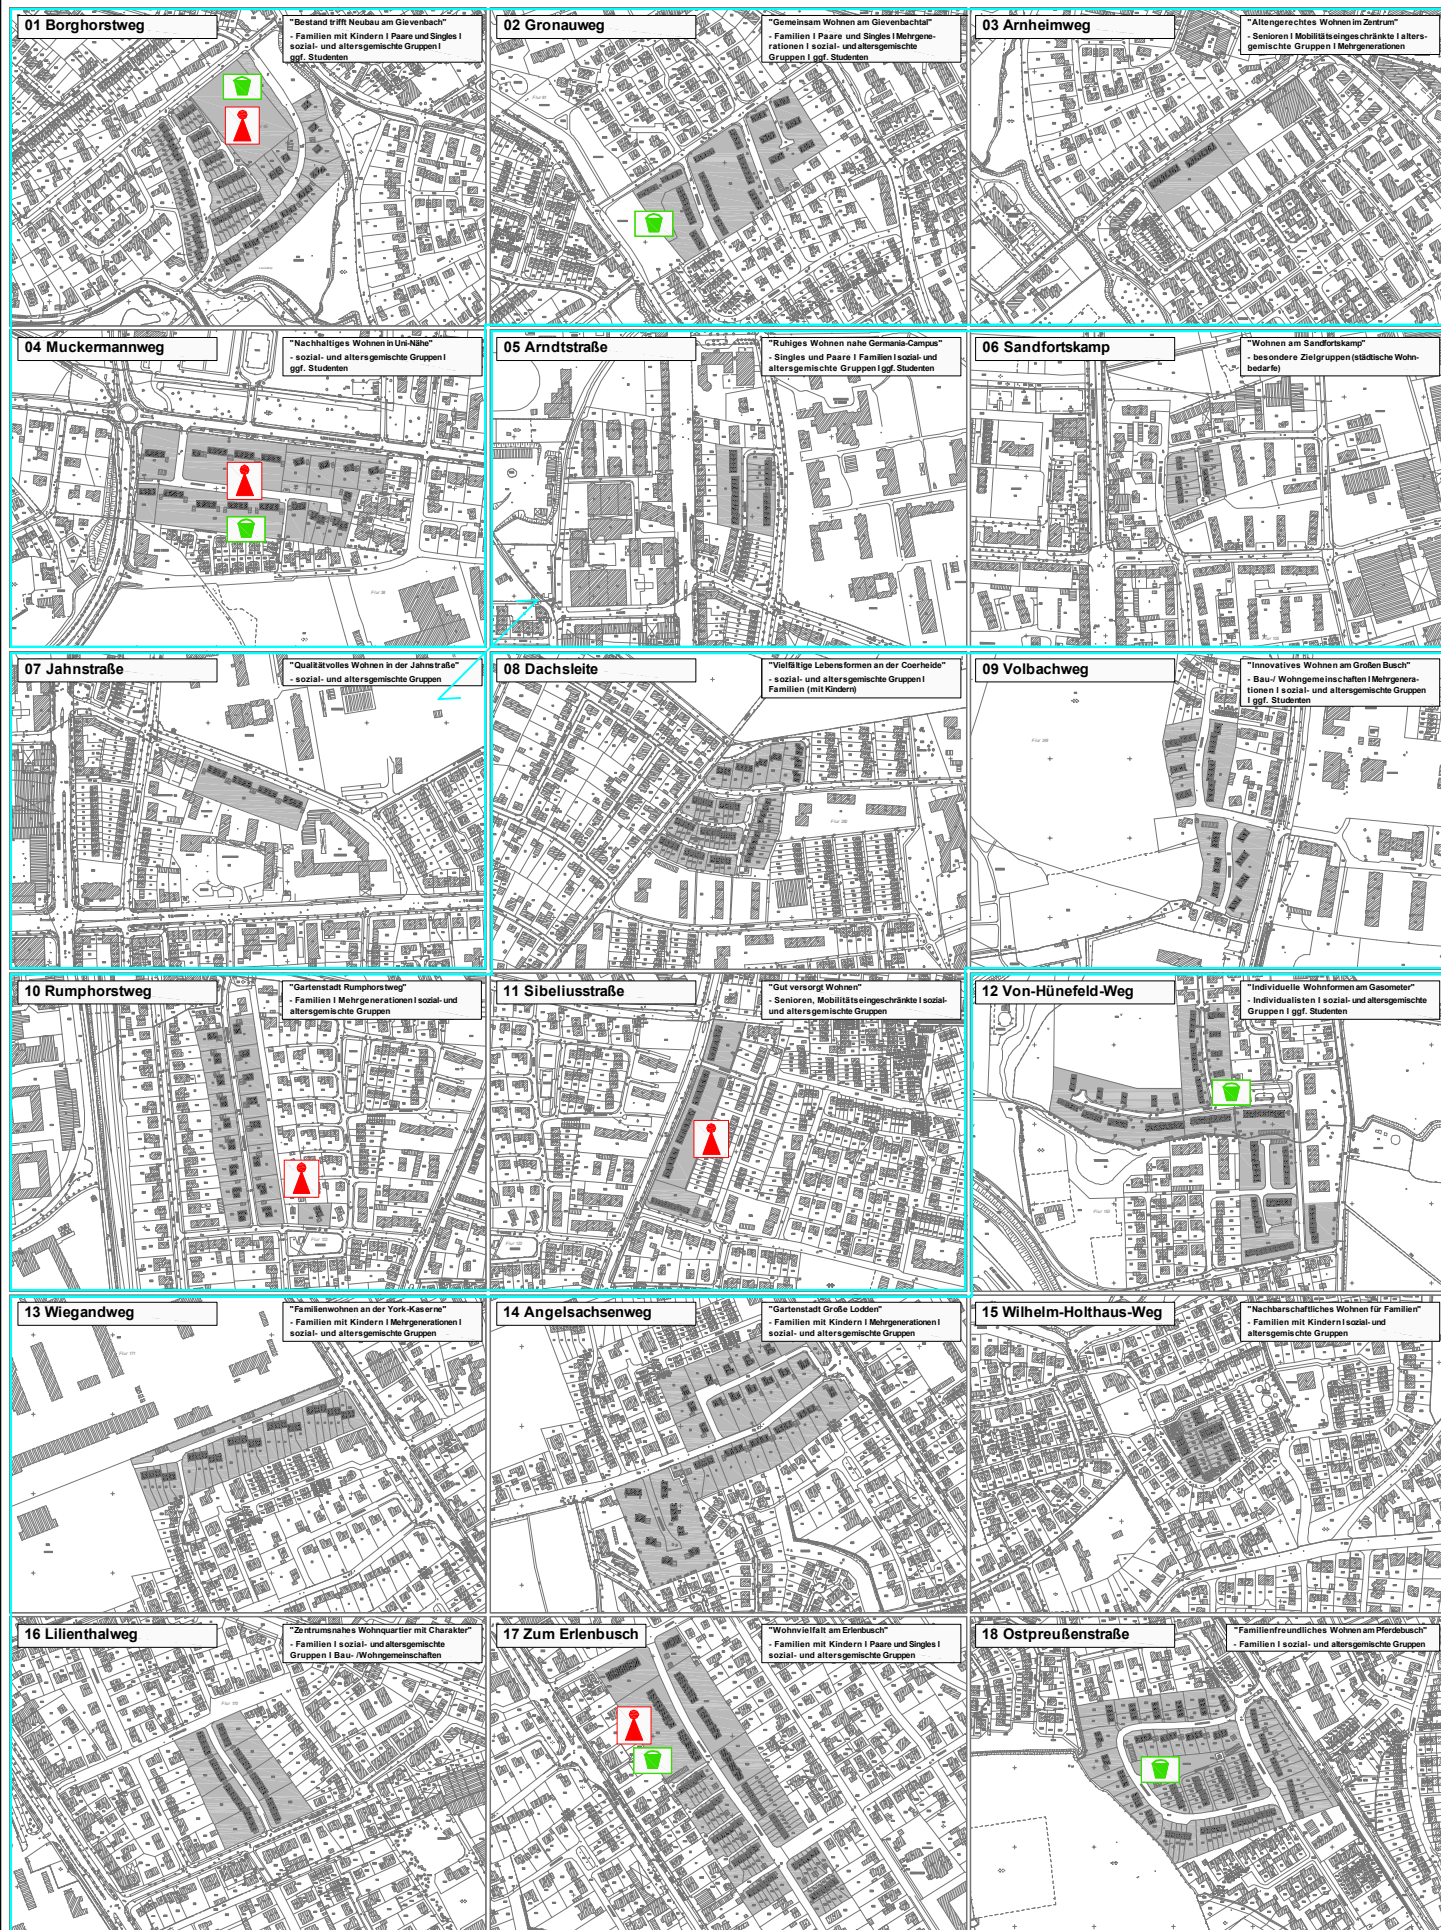 01 Borghorstweg
"Bestand trifft Neubau am Gievenbach"
- Familien mit Kindern I Paare und Singles I
sozial- und altersgemischte Gruppen I
ggf. Studenten
02 Gronauweg
"Gemeinsam Wohnen am Gievenbachtal"
- Familien I Paare und Singles I Mehrgene-
rationen I sozial- und altersgemischte
Gruppen I ggf. Studenten
03 Arnheimweg
"Altengerechtes Wohnen im Zentrum"
- Senioren I Mobilitätseingeschränkte I alters-
gemischte Gruppen I Mehrgenerationen
04 Muckermannweg
"Nachhaltiges Wohnen in Uni-Nähe"
- sozial- und altersgemischte Gruppen I
ggf. Studenten
05 Arndtstraße
"Ruhiges Wohnen nahe Germania-Campus"
- Singles und Paare I Familien I sozial- und
altersgemischte Gruppen I ggf. Studenten
06 Sandfortskamp
"Wohnen am Sandfortskamp"
- besondere Zielgruppen (städtische Wohn-
bedarfe)
07 Jahnstraße
"Qualitätvolles Wohnen in der Jahnstraße"
- sozial- und altersgemischte Gruppen
08 Dachsleite
"Vielfältige Lebensformen an der Coerheide"
- sozial- und altersgemischte Gruppen I
Familien (mit Kindern)
09 Volbachweg
"Innovatives Wohnen am Großen Busch"
- Bau-/ Wohngemeinschaften I Mehrgenera-
tionen I sozial- und altersgemischte Gruppen
I ggf. Studenten
10 Rumphorstweg
"Gartenstadt Rumphorstweg"
- Familien I Mehrgenerationen I sozial- und
altersgemischte Gruppen
11 Sibeliusstraße
"Gut versorgt Wohnen"
- Senioren, Mobilitätseingeschränkte I sozial-
und altersgemischte Gruppen
12 Von-Hünefeld-Weg
"Individuelle Wohnformen am Gasometer"
- Individualisten I sozial- und altersgemischte
Gruppen I ggf. Studenten
13 Wiegandweg
"Familienwohnen an der York-Kaserne"
- Familien mit Kindern I Mehrgenerationen I
sozial- und altersgemischte Gruppen
14 Angelsachsenweg
"Gartenstadt Große Lodden"
- Familien mit Kindern I Mehrgenerationen I
sozial- und altersgemischte Gruppen
15 Wilhelm-Holthaus-Weg
"Nachbarschaftliches Wohnen für Familien"
- Familien mit Kindern I sozial- und
altersgemischte Gruppen
16 Lilienthalweg
"Zentrumsnahes Wohnquartier mit Charakter"
- Familien I sozial- und altersgemischte
Gruppen I Bau- /Wohngemeinschaften
17 Zum Erlenbusch
"Wohnvielfalt am Erlenbusch"
- Familien mit Kindern I Paare und Singles I
sozial- und altersgemischte Gruppen
18 Ostpreußenstraße
"Familienfreundliches Wohnen am Pferdebusch"
- Familien I sozial- und altersgemischte Gruppen